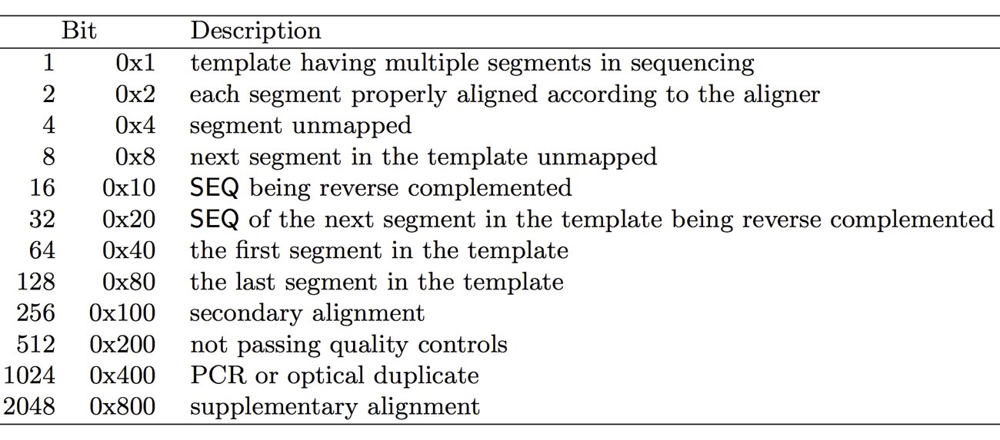 Bit Description
1 0x1 template having multiple segments in sequencing
2 0x2 each segment properly aligned according to the aligner
4 0x4 segment unmapped
8 0x8 next segment in the template unmapped
16 0x10 SEQ being reverse complemented
32 0x20 SEQ of the next segment in the template being reverse complemented
64 0x40 the first segment in the template
128 0x80 the last segment in the template
256 0x100 secondary alignment
512 0x200 not passing quality controls
1024 0x400 PCR or optical duplicate
2048 0x800 supplementary alignment